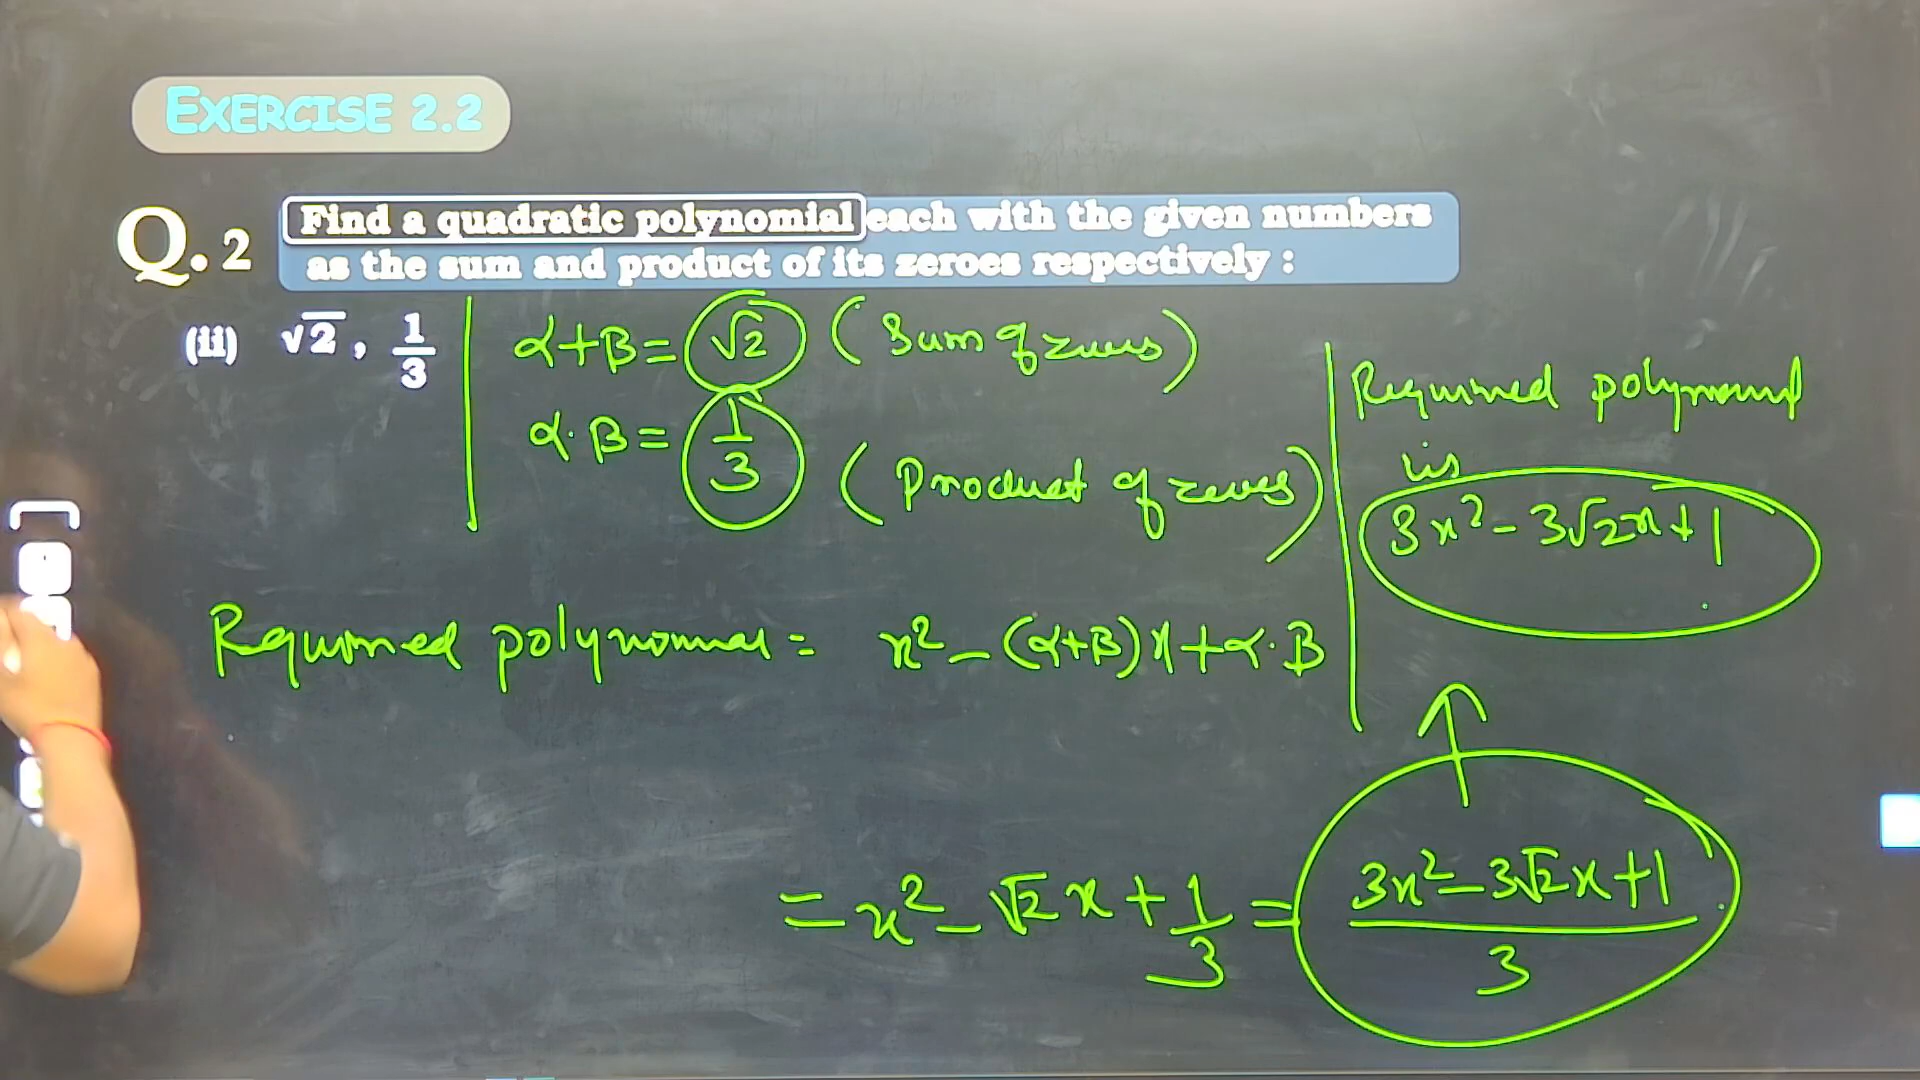 EXERCISE 2.2
Q.2 Find a quadratic polynomial each with the given numbers
as the sum and product of its zeroes respectively :
(ii) √2, 1/3
α+β = √2 (Sum of zeroes)
α.β = 1/3 (Product of zeroes)
Required polynomial = x² - (α+β)x + α.β
= x² - √2x + 1/3 = (3x² - 3√2x + 1)/3
Required polynomial
is
3x² - 3√2x + 1